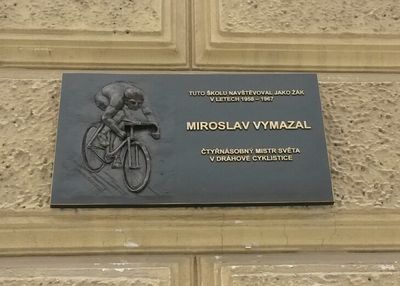 TUTO ŠKOLU NAVŠTĚVOVAL JAKO ŽÁK
V LETECH 1958 – 1967
MIROSLAV VYMAZAL
ČTYŘNÁSOBNÝ MISTR SVĚTA
V DRÁHOVÉ CYKLISTICE